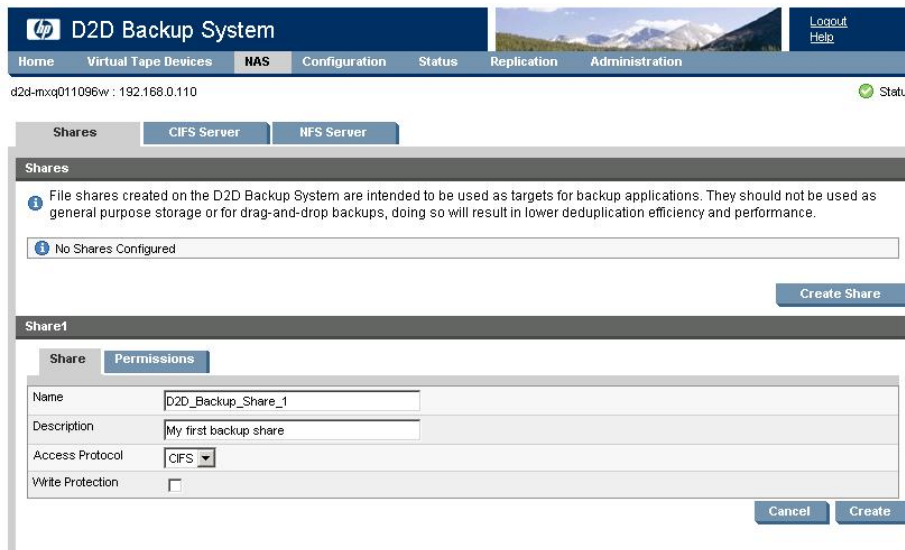 hp D2D Backup System
Logout
Help
Home Virtual Tape Devices NAS Configuration Status Replication Administration
d2d-mxq011096w : 192.168.0.110
Statu
Shares CIFS Server NFS Server
Shares
File shares created on the D2D Backup System are intended to be used as targets for backup applications. They should not be used as
general purpose storage or for drag-and-drop backups, doing so will result in lower deduplication efficiency and performance.
No Shares Configured
Create Share
Share1
Share Permissions
Name D2D_Backup_Share_1
Description My first backup share
Access Protocol CIFS
Write Protection
Cancel Create